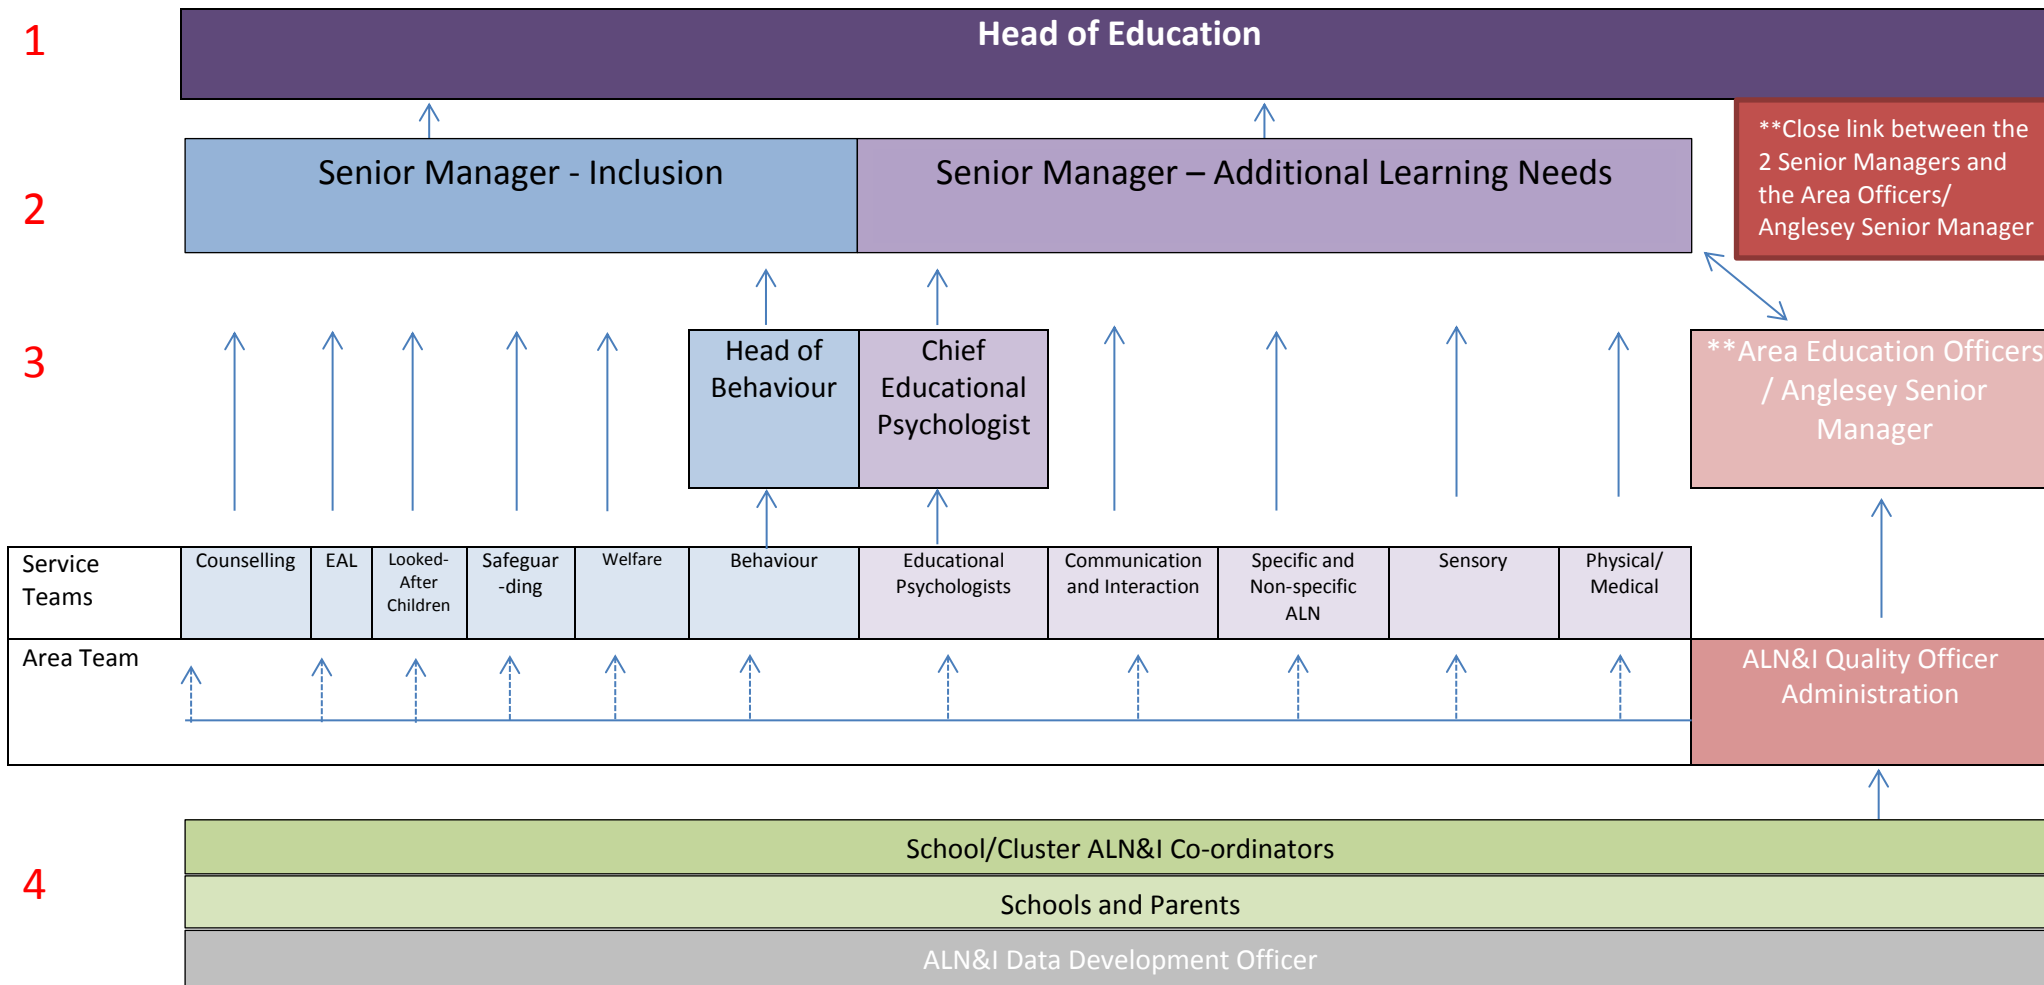 1
Head of Education
2
Senior Manager - Inclusion
Senior Manager – Additional Learning Needs
**Close link between the
2 Senior Managers and
the Area Officers/
Anglesey Senior Manager
3
Head of
Behaviour
Chief
Educational
Psychologist
**Area Education Officers
/ Anglesey Senior
Manager
Service
Teams
Counselling
EAL
Looked-
After
Children
Safeguar
-ding
Welfare
Behaviour
Educational
Psychologists
Communication
and Interaction
Specific and
Non-specific
ALN
Sensory
Physical/
Medical
Area Team
ALN&I Quality Officer
Administration
4
School/Cluster ALN&I Co-ordinators
Schools and Parents
ALN&I Data Development Officer